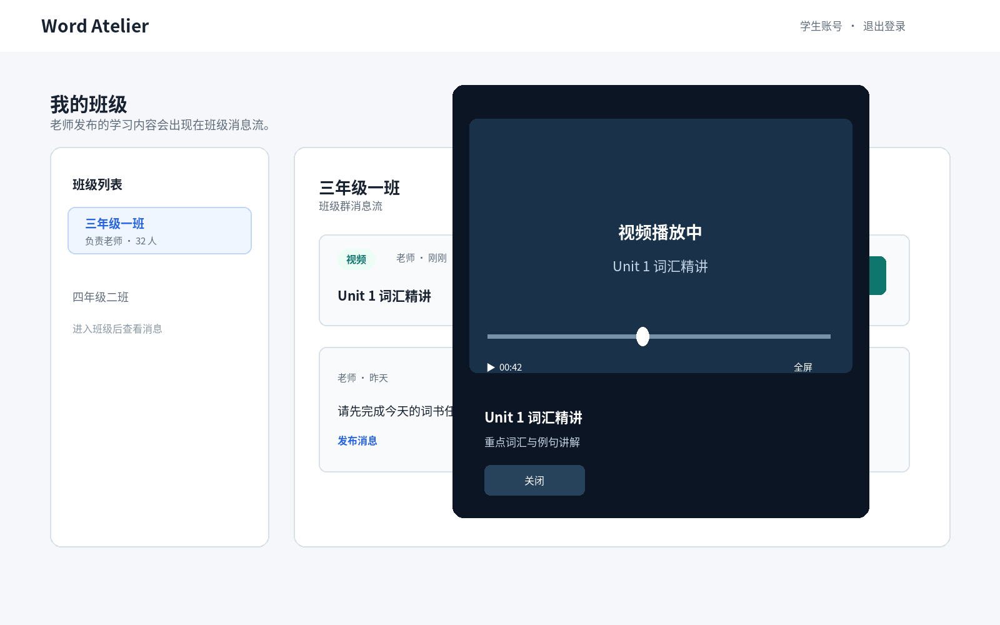 Word Atelier
学生账号 · 退出登录
我的班级
老师发布的学习内容会出现在班级消息流。
班级列表
三年级一班
负责老师 · 32 人
四年级二班
进入班级后查看消息
三年级一班
班级群消息流
视频
老师 · 刚刚
Unit 1 词汇精讲
老师 · 昨天
请先完成今天的词书任
发布消息
视频播放中
Unit 1 词汇精讲
▶ 00:42
全屏
Unit 1 词汇精讲
重点词汇与例句讲解
关闭